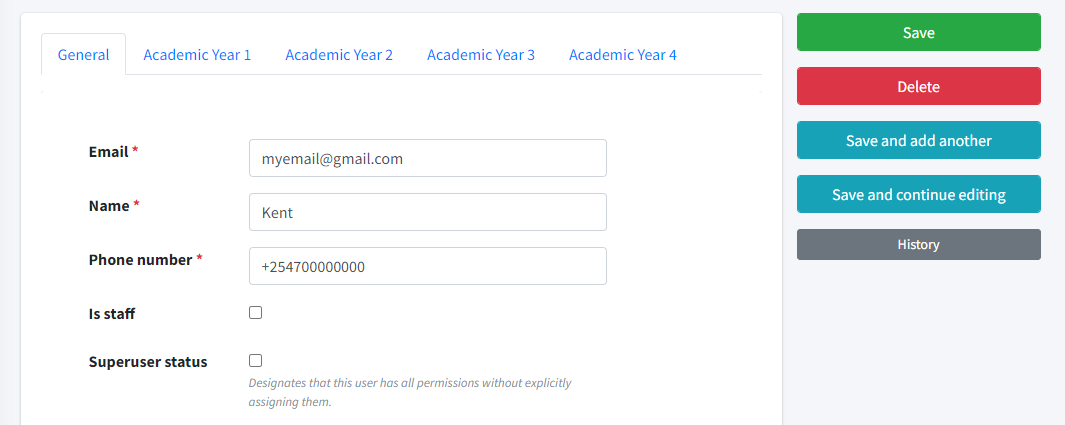 General Academic Year 1 Academic Year 2 Academic Year 3 Academic Year 4
Email *
myemail@gmail.com
Name *
Kent
Phone number *
+254700000000
Is staff
Superuser status
Designates that this user has all permissions without explicitly
assigning them.
Save
Delete
Save and add another
Save and continue editing
History